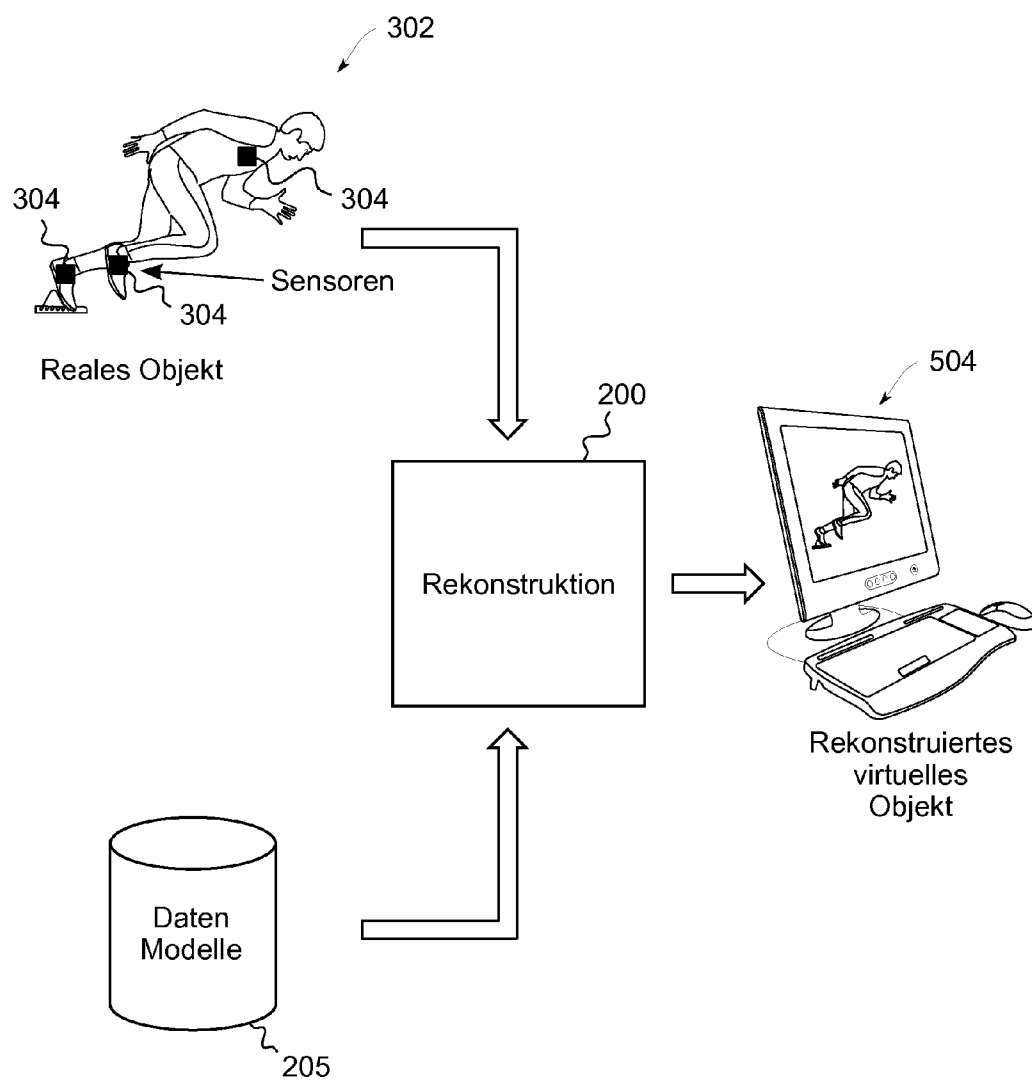 302
304
304
Sensoren
304
Reales Objekt
504
200
Rekonstruktion
Rekonstruiertes
virtuelles
Objekt
Daten
Modelle
205